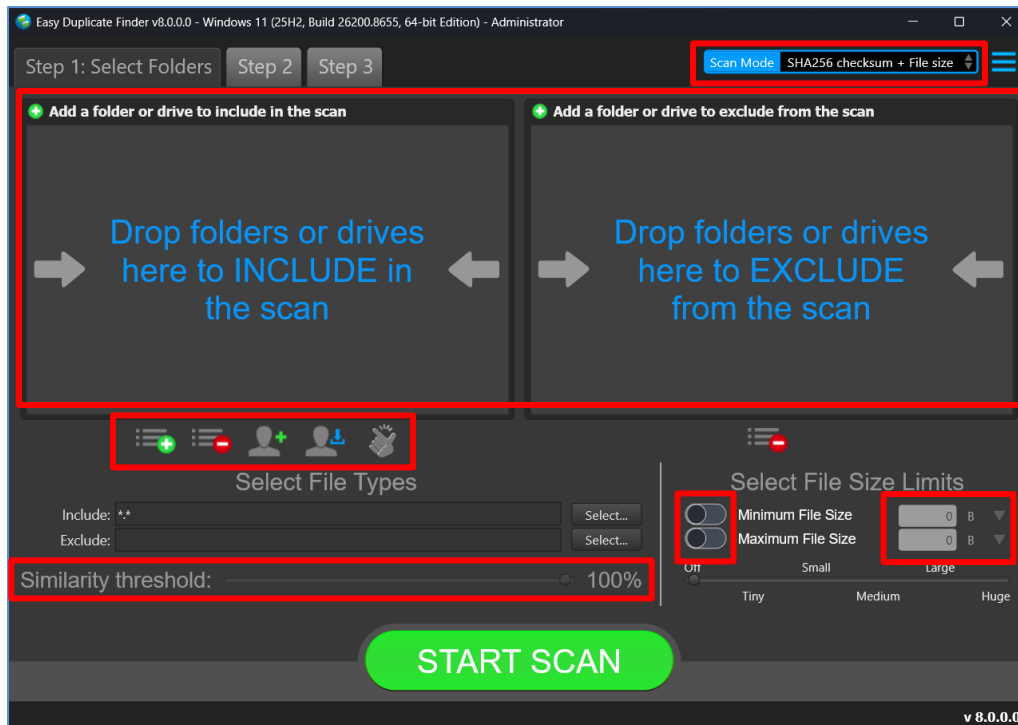 Easy Duplicate Finder v8.0.0.0 - Windows 11 (25H2, Build 26200.8655, 64-bit Edition) - Administrator
Step 1: Select Folders
Step 2
Step 3
Scan Mode
SHA256 checksum + File size
Add a folder or drive to include in the scan
Drop folders or drives
here to INCLUDE in
the scan
Add a folder or drive to exclude from the scan
Drop folders or drives
here to EXCLUDE
from the scan
Select File Types
Include: *.*
Select...
Exclude:
Select...
Similarity threshold: 100%
Select File Size Limits
Minimum File Size 0 B
Maximum File Size 0 B
Off Small Large
Tiny Medium Huge
START SCAN
v 8.0.0.0